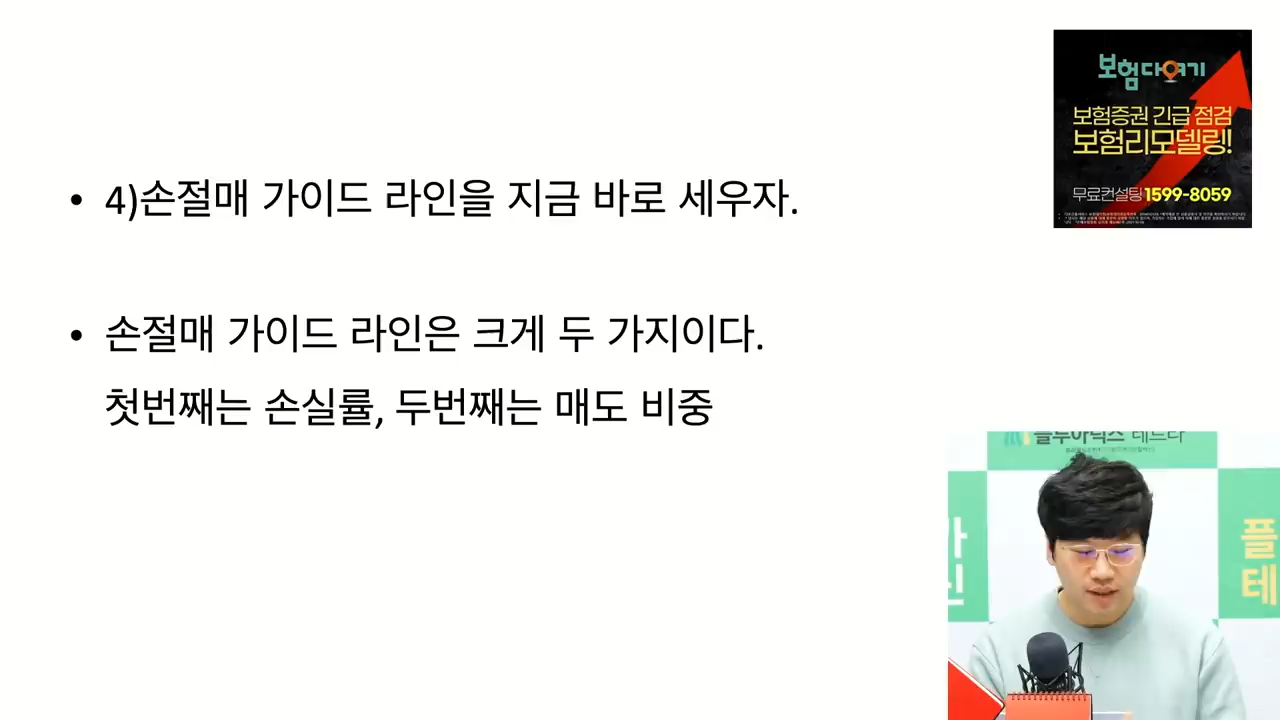 • 4)손절매 가이드 라인을 지금 바로 세우자.
• 손절매 가이드 라인은 크게 두 가지이다.
첫번째는 손실률, 두번째는 매도 비중
보험다여기
보험증권 긴급 점검
보험리모델링!
무료컨설팅 1599-8059
플
테